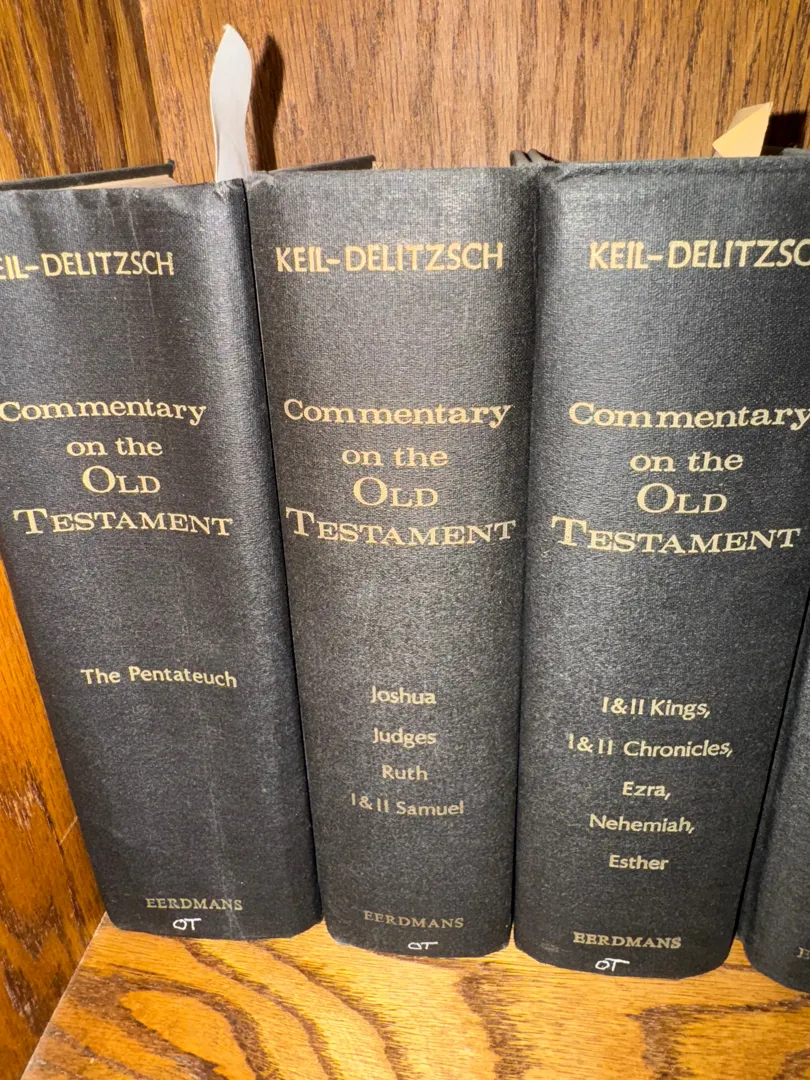 EIL-DELITZSCH
Commentary
on the
OLD
TESTAMENT
The Pentateuch
EERDMANS
OT
KEIL-DELITZSCH
Commentary
on the
OLD
TESTAMENT
Joshua
Judges
Ruth
I & II Samuel
EERDMANS
OT
KEIL-DELITZSC
Commentary
on the
OLD
TESTAMENT
I & II Kings,
I & II Chronicles,
Ezra,
Nehemiah,
Esther
EERDMANS
OT
E